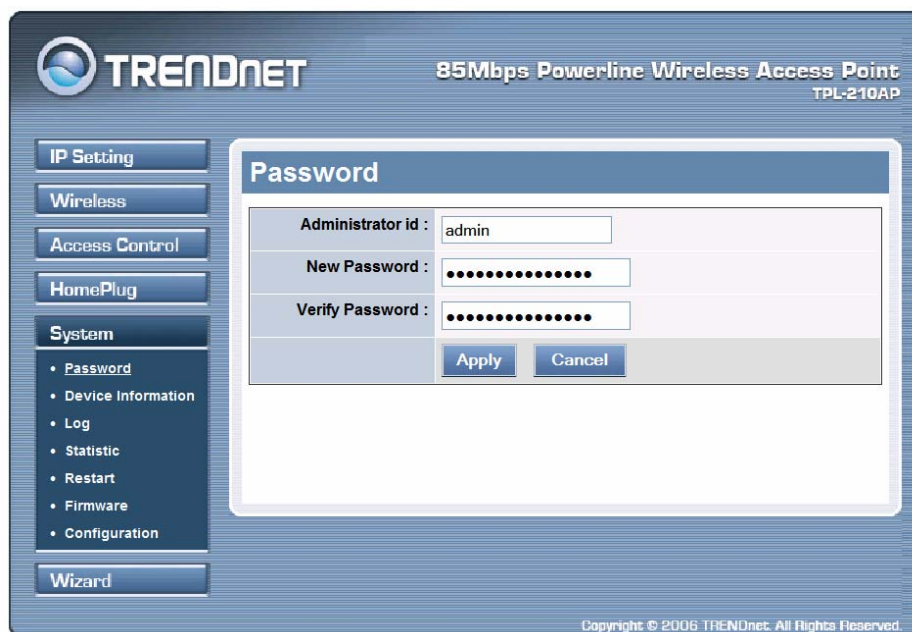 TRENDNET
85Mbps Powerline Wireless Access Point
TPL-210AP
IP Setting
Wireless
Access Control
HomePlug
System
• Password
• Device Information
• Log
• Statistic
• Restart
• Firmware
• Configuration
Wizard
Password
Administrator id :
admin
New Password :
•••••••••••••••
Verify Password :
•••••••••••••••
Apply
Cancel
Copyright © 2006 TRENDnet. All Rights Reserved.